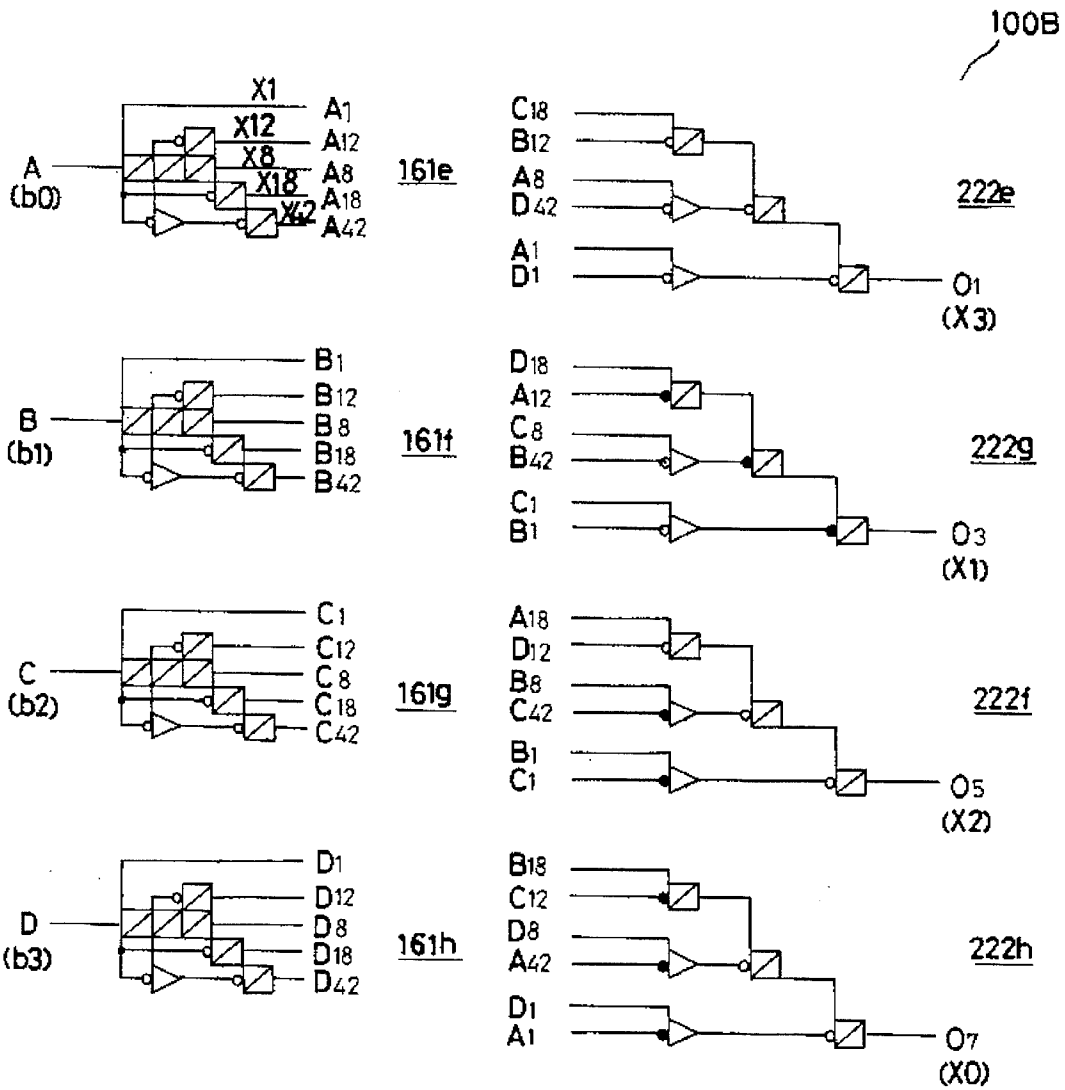 100B
X1
A1
X12
A12
A
(b0)
X8
A8
X18
A18
X42
A42
161e
C18
B12
A8
D42
A1
D1
222e
O1
(X3)
B1
B12
B
(b1)
B8
B18
B42
161f
D18
A12
C8
B42
C1
B1
222g
O3
(X1)
C1
C12
C
(b2)
C8
C18
C42
161g
A18
D12
B8
C42
B1
C1
222f
O5
(X2)
D1
D12
D
(b3)
D8
D18
D42
161h
B18
C12
D8
A42
D1
A1
222h
O7
(X0)